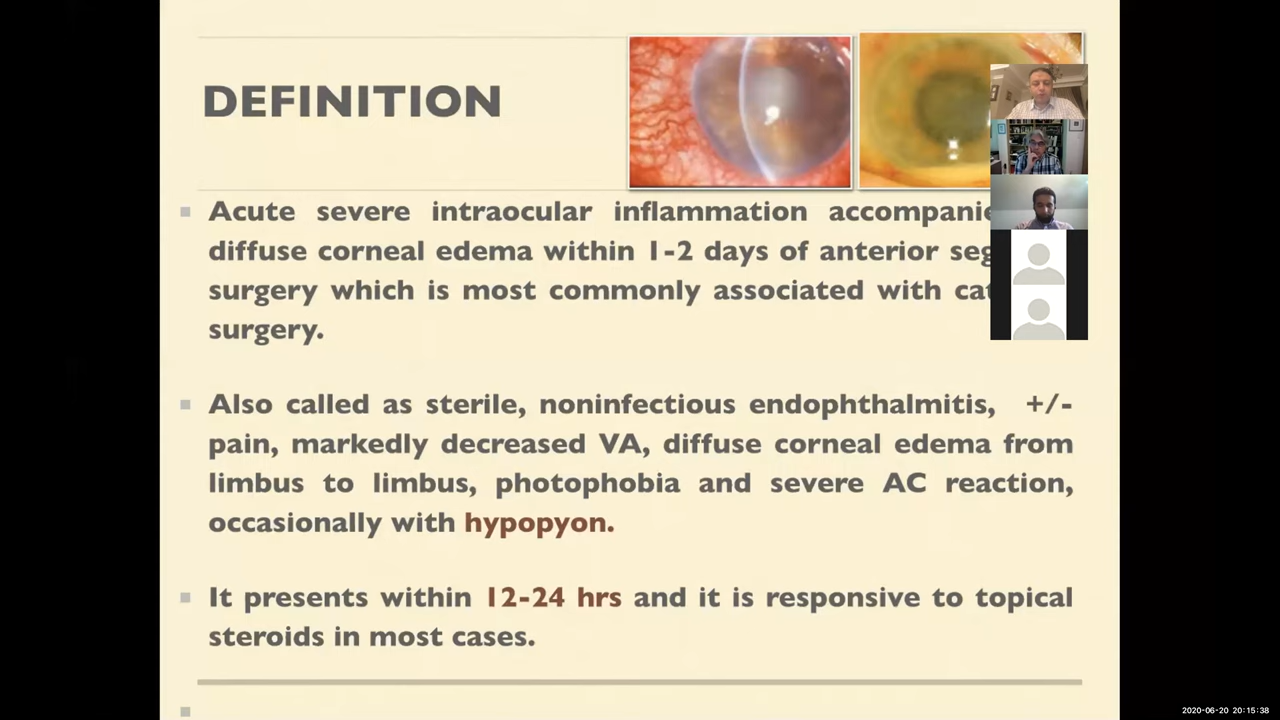 DEFINITION
Acute severe intraocular inflammation
diffuse corneal edema within 1-2 days of anterior
surgery which is most commonly associated with
surgery.
Also called as sterile, noninfectious endophthalmitis, +/-
pain, markedly decreased VA, diffuse corneal edema from
limbus to limbus, photophobia and severe AC reaction,
occasionally with hypopyon.
It presents within 12-24 hrs and it is responsive to topical
steroids in most cases.
2020-06-20 20:15:38